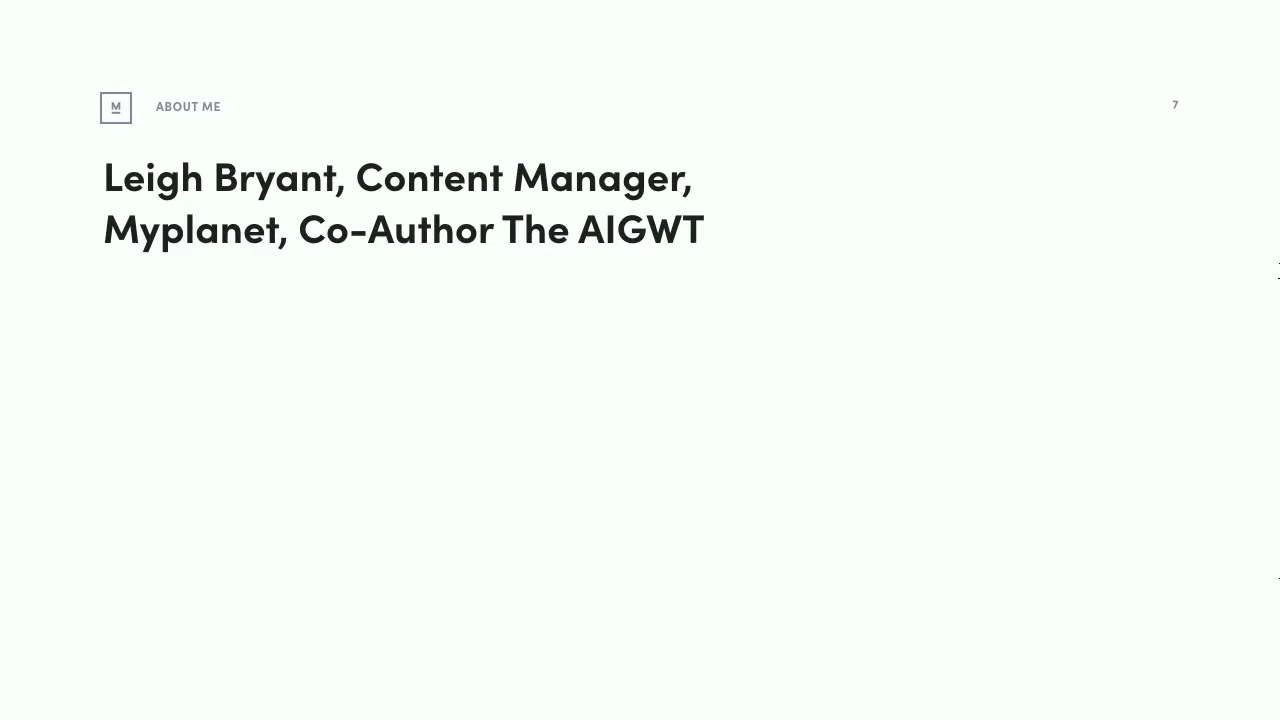 M ABOUT ME
7
Leigh Bryant, Content Manager,
Myplanet, Co-Author The AIGWT